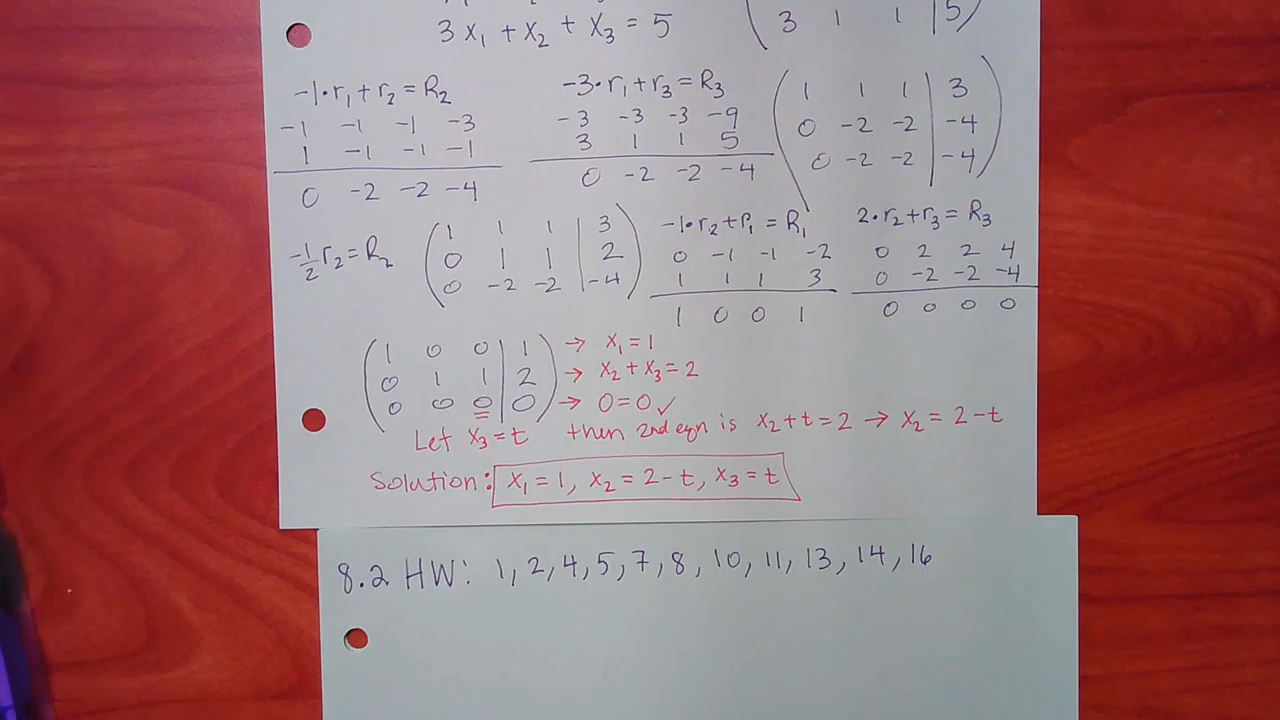 3x₁ + x₂ + x₃ = 5
3 1 1 | 5
-1·r₁ + r₂ = R₂
-1 -1 -1 -3
1 -1 -1 -1
0 -2 -2 -4
-3·r₁ + r₃ = R₃
-3 -3 -3 -9
3 1 1 5
0 -2 -2 -4
1 1 1 | 3
0 -2 -2 | -4
0 -2 -2 | -4
-1/2 r₂ = R₂
1 1 1 | 3
0 1 1 | 2
0 -2 -2 | -4
-1·r₂ + r₁ = R₁
0 -1 -1 -2
1 1 1 3
1 0 0 1
2·r₂ + r₃ = R₃
0 2 2 4
0 -2 -2 -4
0 0 0 0
1 0 0 | 1 → x₁ = 1
0 1 1 | 2 → x₂ + x₃ = 2
0 0 0 | 0 → 0 = 0 ✓
Let x₃ = t then 2nd eqn is x₂ + t = 2 → x₂ = 2 - t
Solution: x₁ = 1, x₂ = 2 - t, x₃ = t
8.2 HW: 1, 2, 4, 5, 7, 8, 10, 11, 13, 14, 16